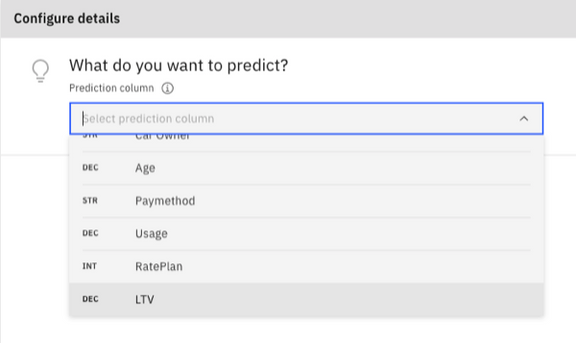 Configure details
What do you want to predict?
Prediction column
Select prediction column
STR Car Owner
DEC Age
STR Paymethod
DEC Usage
INT RatePlan
DEC LTV